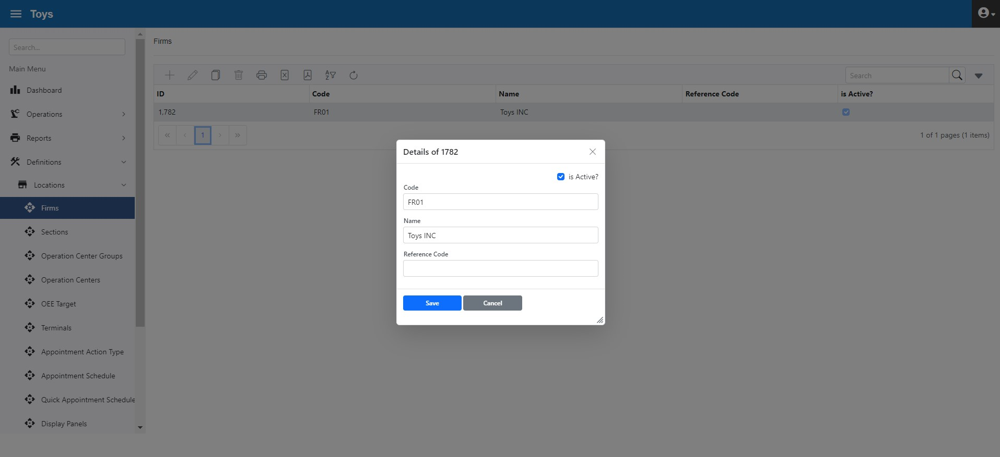 Toys
Search...
Main Menu
Dashboard
Operations
Reports
Definitions
Locations
Firms
Sections
Operation Center Groups
Operation Centers
OEE Target
Terminals
Appointment Action Type
Appointment Schedule
Quick Appointment Schedule
Display Panels
Firms
Search
ID Code Name Reference Code is Active?
1,782 FR01 Toys INC
« ‹ 1 › »
1 of 1 pages (1 items)
Details of 1782
is Active?
Code
FR01
Name
Toys INC
Reference Code
Save Cancel